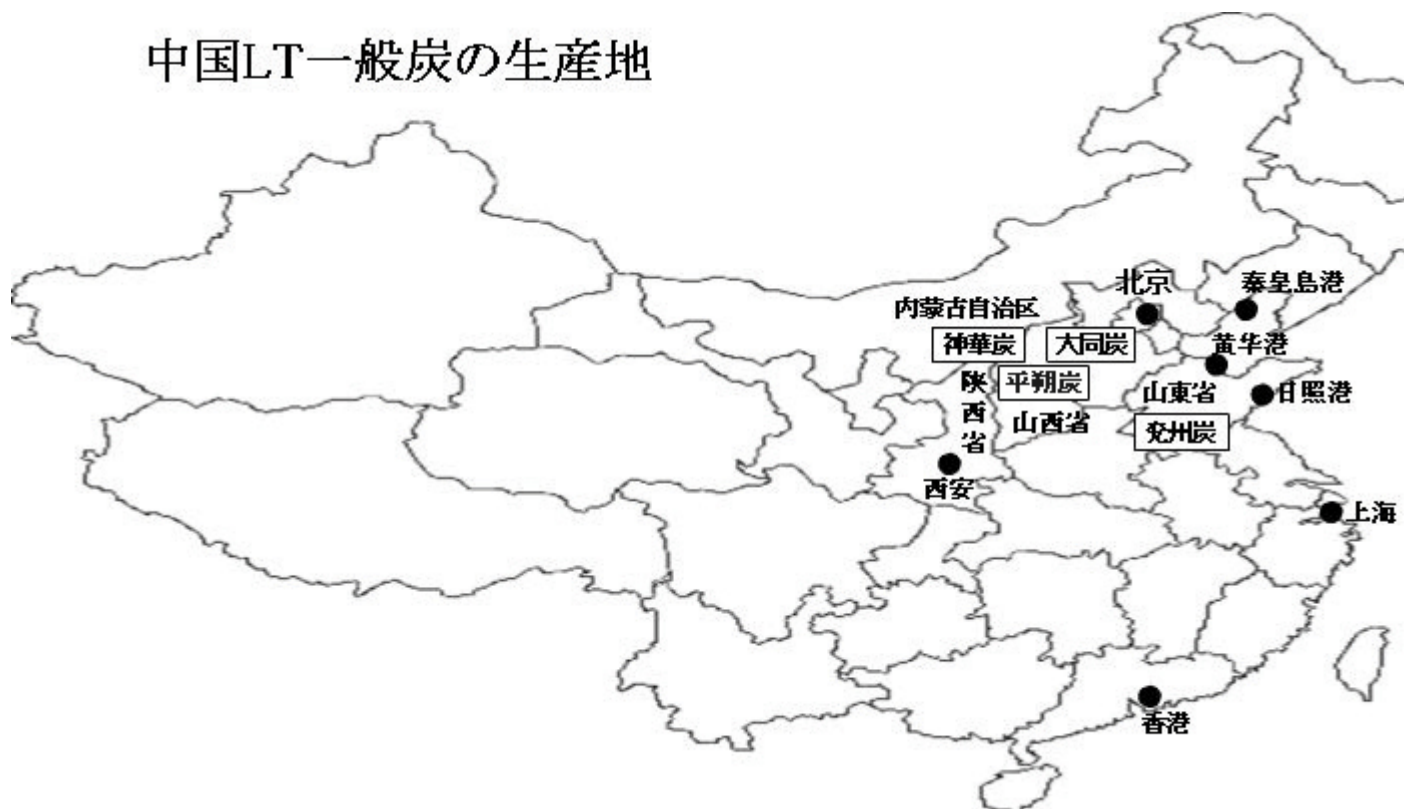 中国LT一般炭の生産地
北京
秦皇島港
内蒙古自治区
神華炭
大同炭
黄华港
陕西省
平朔炭
山東省
日照港
山西省
兗州炭
西安
上海
香港